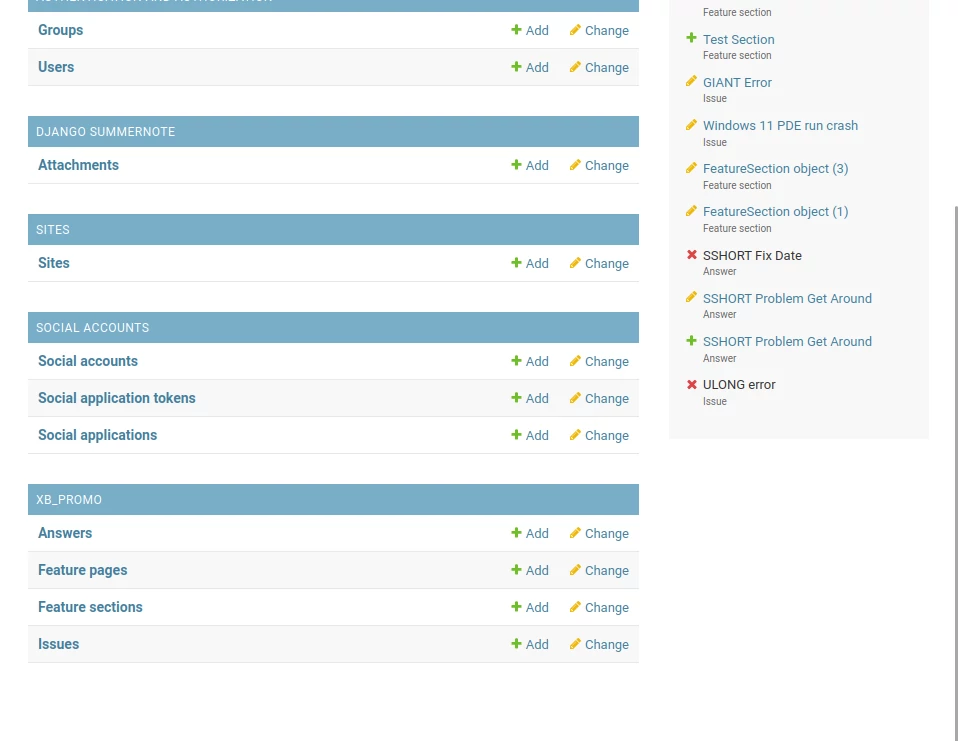 AUTHENTICATION AND AUTHORIZATION
Groups Add Change
Users Add Change
DJANGO SUMMERNOTE
Attachments Add Change
SITES
Sites Add Change
SOCIAL ACCOUNTS
Social accounts Add Change
Social application tokens Add Change
Social applications Add Change
XB_PROMO
Answers Add Change
Feature pages Add Change
Feature sections Add Change
Issues Add Change
Feature section
Test Section
Feature section
GIANT Error
Issue
Windows 11 PDE run crash
Issue
FeatureSection object (3)
Feature section
FeatureSection object (1)
Feature section
SSHORT Fix Date
Answer
SSHORT Problem Get Around
Answer
SSHORT Problem Get Around
Answer
ULONG error
Issue